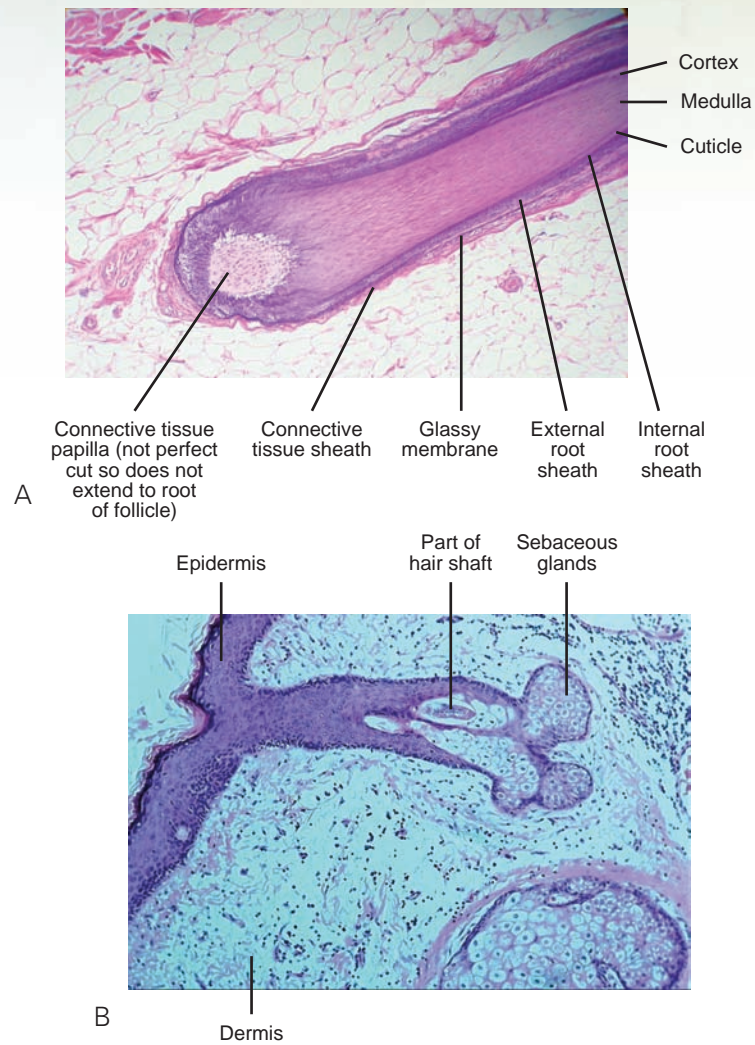 Cortex
Medulla
Cuticle
Connective tissue
papilla (not perfect
cut so does not
extend to root
of follicle)
Connective
tissue sheath
Glassy
membrane
External
root
sheath
Internal
root
sheath
A
Epidermis
Part of
hair shaft
Sebaceous
glands
B
Dermis